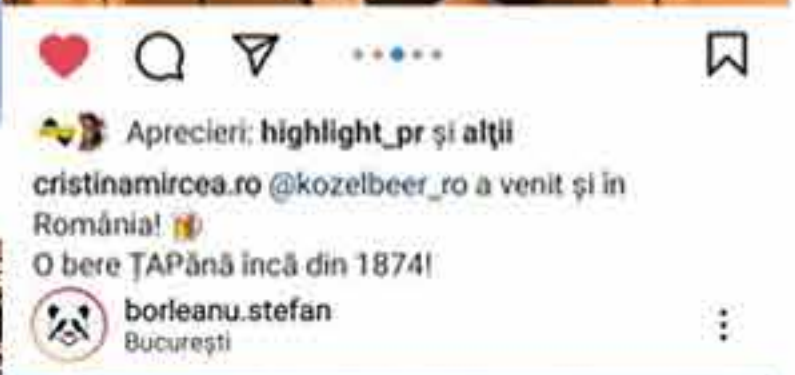 Aprecieri: highlight_pr și alții
cristinamircea.ro @kozelbeer_ro a venit și în
România!
O bere ȚAPănă încă din 1874!
borleanu.stefan
București